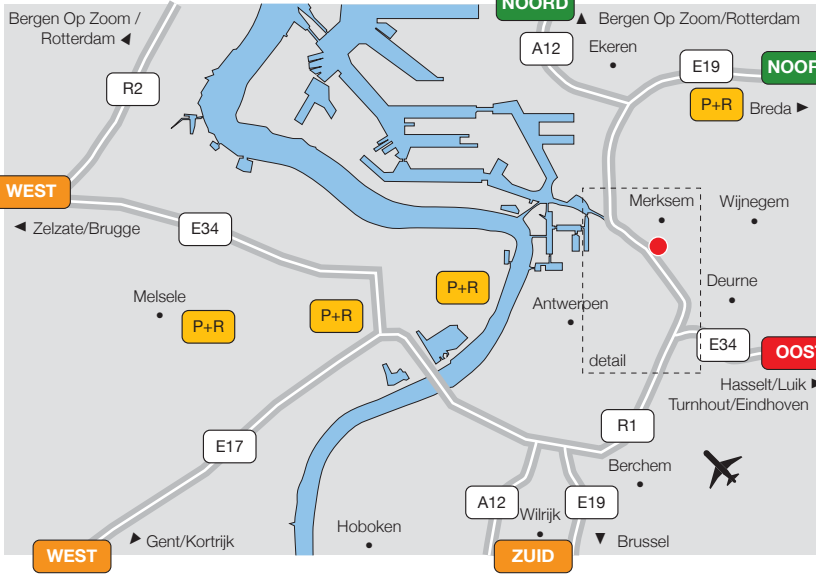 NOORD
Bergen Op Zoom /
Rotterdam
Bergen Op Zoom/Rotterdam
A12
Ekeren
E19
NOOR
R2
P+R
Breda
WEST
Merksem
Wijnegem
Zelzate/Brugge
E34
Deurne
Melsele
P+R
P+R
P+R
Antwerpen
E34
OOST
detail
Hasselt/Luik
Turnhout/Eindhoven
R1
E17
Berchem
A12
Wilrijk
E19
Hoboken
Gent/Kortrijk
Brussel
WEST
ZUID